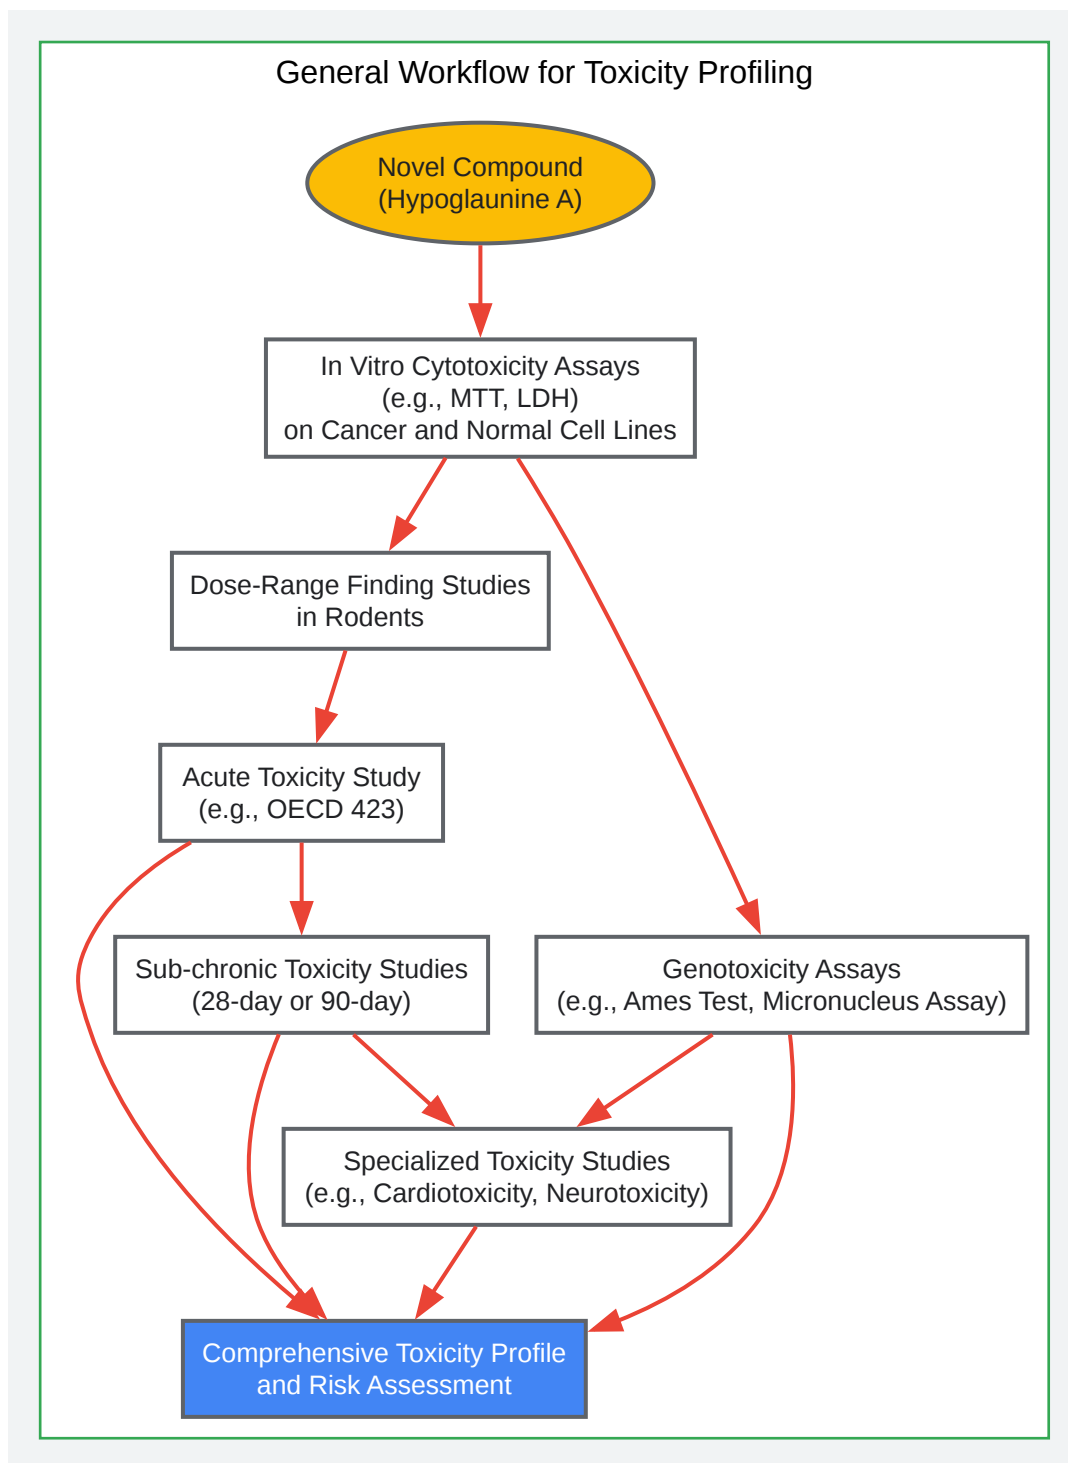 General Workflow for Toxicity Profiling
Novel Compound
(Hypoglaunine A)
In Vitro Cytotoxicity Assays
(e.g., MTT, LDH)
on Cancer and Normal Cell Lines
Dose-Range Finding Studies
in Rodents
Acute Toxicity Study
(e.g., OECD 423)
Sub-chronic Toxicity Studies
(28-day or 90-day)
Genotoxicity Assays
(e.g., Ames Test, Micronucleus Assay)
Specialized Toxicity Studies
(e.g., Cardiotoxicity, Neurotoxicity)
Comprehensive Toxicity Profile
and Risk Assessment